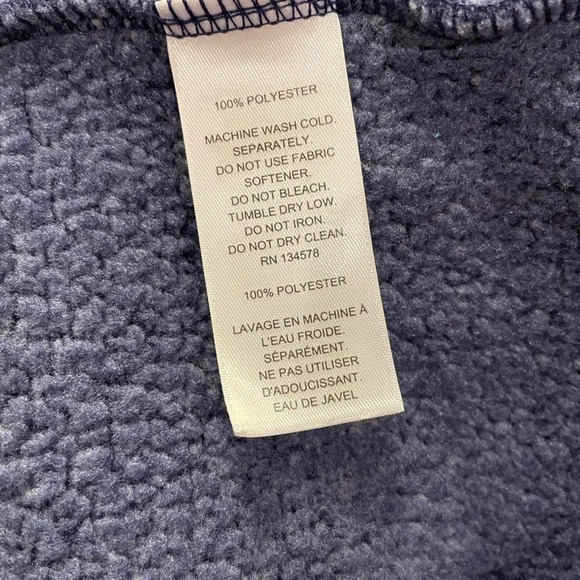 100% POLYESTER
MACHINE WASH COLD.
SEPARATELY.
DO NOT USE FABRIC
SOFTENER.
DO NOT BLEACH.
TUMBLE DRY LOW.
DO NOT IRON.
DO NOT DRY CLEAN.
RN 134578
100% POLYESTER
LAVAGE EN MACHINE À
L'EAU FROIDE.
SÉPARÉMENT.
NE PAS UTILISER
D'ADOUCISSANT.
EAU DE JAVEL